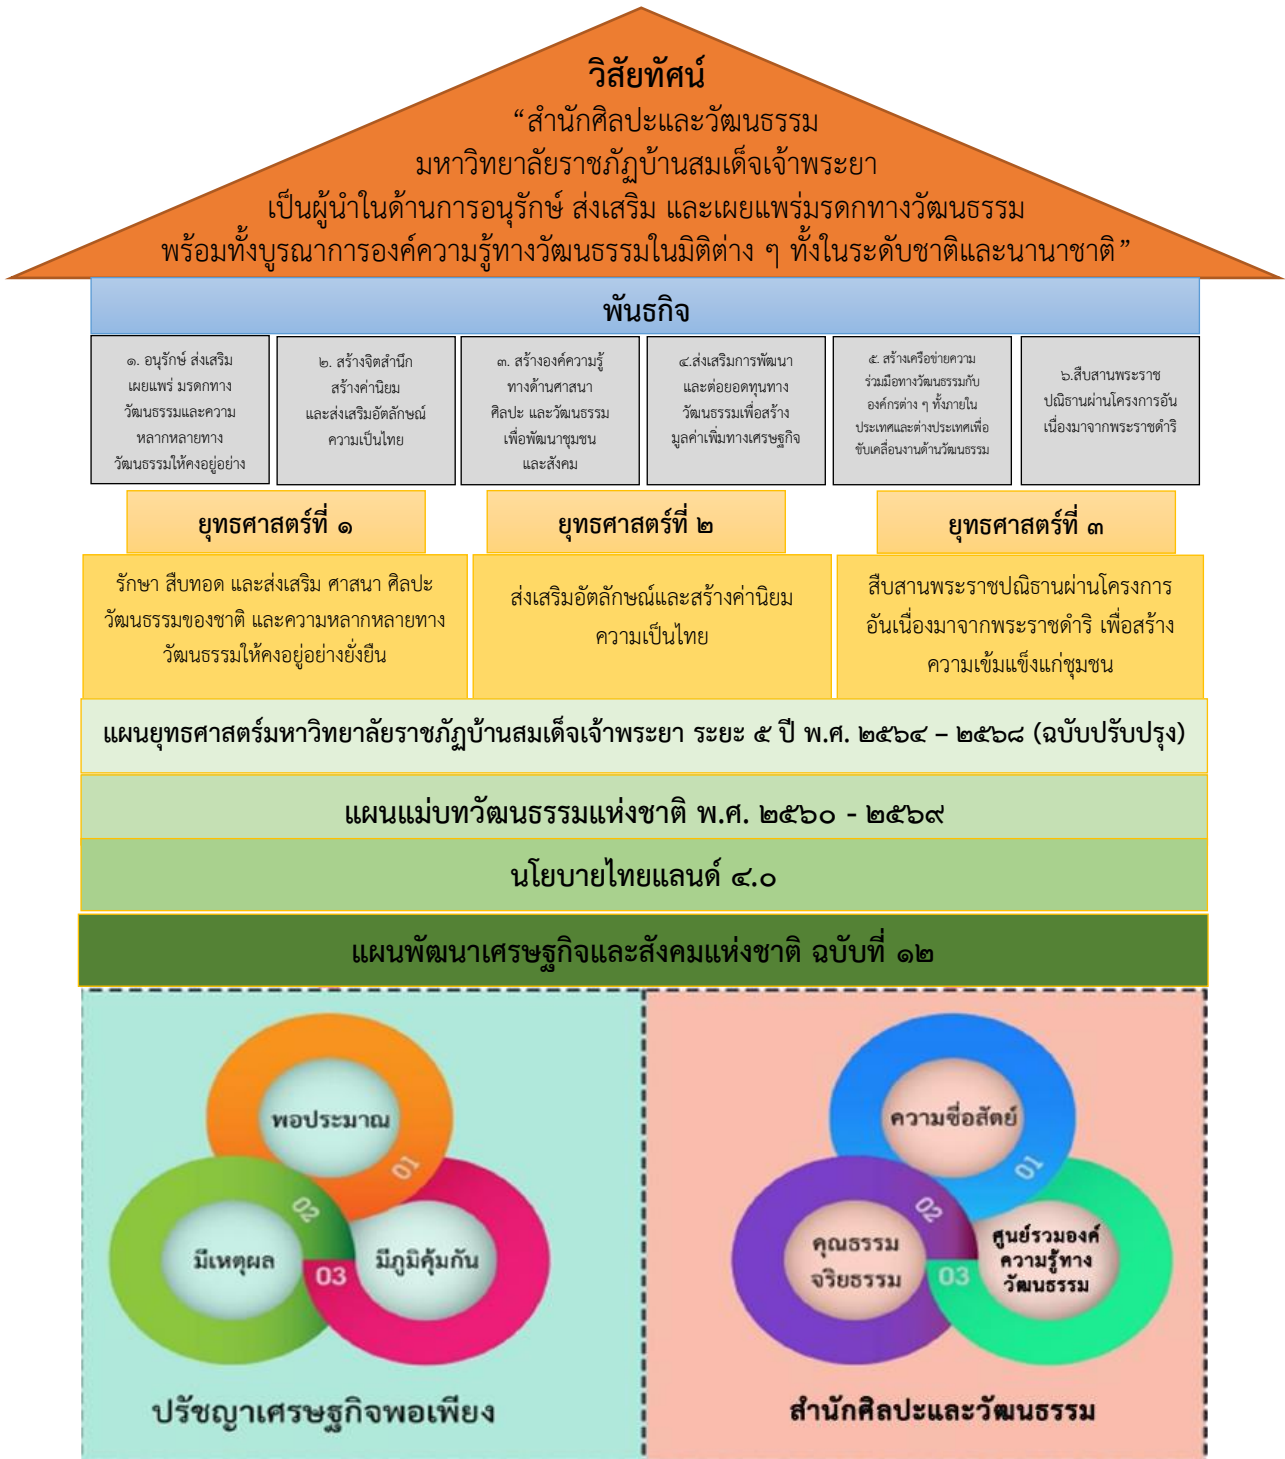 วิสัยทัศน์
“สำนักศิลปะและวัฒนธรรม
มหาวิทยาลัยราชภัฏบ้านสมเด็จเจ้าพระยา
เป็นผู้นำในด้านการอนุรักษ์ ส่งเสริม และเผยแพร่มรดกทางวัฒนธรรม
พร้อมทั้งบูรณาการองค์ความรู้ทางวัฒนธรรมในมิติต่าง ๆ ทั้งในระดับชาติและนานาชาติ”
พันธกิจ
๑. อนุรักษ์ ส่งเสริม
เผยแพร่ มรดกทาง
วัฒนธรรมและความ
หลากหลายทาง
วัฒนธรรมให้คงอยู่อย่าง
๒. สร้างจิตสำนึก
สร้างค่านิยม
และส่งเสริมอัตลักษณ์
ความเป็นไทย
๓. สร้างองค์ความรู้
ทางด้านศาสนา
ศิลปะ และวัฒนธรรม
เพื่อพัฒนาชุมชน
และสังคม
๔.ส่งเสริมการพัฒนา
และต่อยอดทุนทาง
วัฒนธรรมเพื่อสร้าง
มูลค่าเพิ่มทางเศรษฐกิจ
๕. สร้างเครือข่ายความ
ร่วมมือทางวัฒนธรรมกับ
องค์กรต่าง ๆ ทั้งภายใน
ประเทศและต่างประเทศเพื่อ
ขับเคลื่อนงานด้านวัฒนธรรม
๖.สืบสานพระราช
ปณิธานผ่านโครงการอัน
เนื่องมาจากพระราชดำริ
ยุทธศาสตร์ที่ ๑
ยุทธศาสตร์ที่ ๒
ยุทธศาสตร์ที่ ๓
รักษา สืบทอด และส่งเสริม ศาสนา ศิลปะ
วัฒนธรรมของชาติ และความหลากหลายทาง
วัฒนธรรมให้คงอยู่อย่างยั่งยืน
ส่งเสริมอัตลักษณ์และสร้างค่านิยม
ความเป็นไทย
สืบสานพระราชปณิธานผ่านโครงการ
อันเนื่องมาจากพระราชดำริ เพื่อสร้าง
ความเข้มแข็งแก่ชุมชน
แผนยุทธศาสตร์มหาวิทยาลัยราชภัฏบ้านสมเด็จเจ้าพระยา ระยะ ๕ ปี พ.ศ. ๒๕๖๔ – ๒๕๖๘ (ฉบับปรับปรุง)
แผนแม่บทวัฒนธรรมแห่งชาติ พ.ศ. ๒๕๖๐ - ๒๕๖๙
นโยบายไทยแลนด์ ๔.๐
แผนพัฒนาเศรษฐกิจและสังคมแห่งชาติ ฉบับที่ ๑๒
พอประมาณ
01
02
มีเหตุผล
03
มีภูมิคุ้มกัน
ปรัชญาเศรษฐกิจพอเพียง
ความซื่อสัตย์
01
02
คุณธรรม
จริยธรรม
03
ศูนย์รวมองค์
ความรู้ทาง
วัฒนธรรม
สำนักศิลปะและวัฒนธรรม